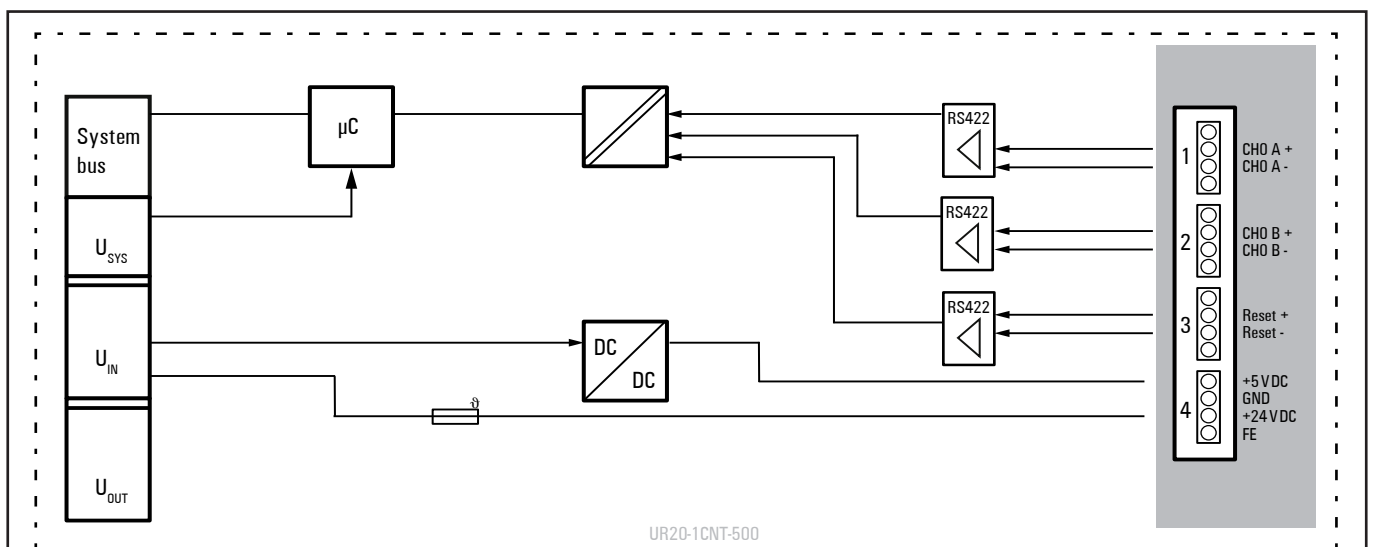 System
bus
U SYS
U IN
U OUT
µC
DC
DC
ϑ
RS422
RS422
RS422
1
CH0 A +
CH0 A -
2
CH0 B +
CH0 B -
3
Reset +
Reset -
4
+5 V DC
GND
+24 V DC
FE
UR20-1CNT-500